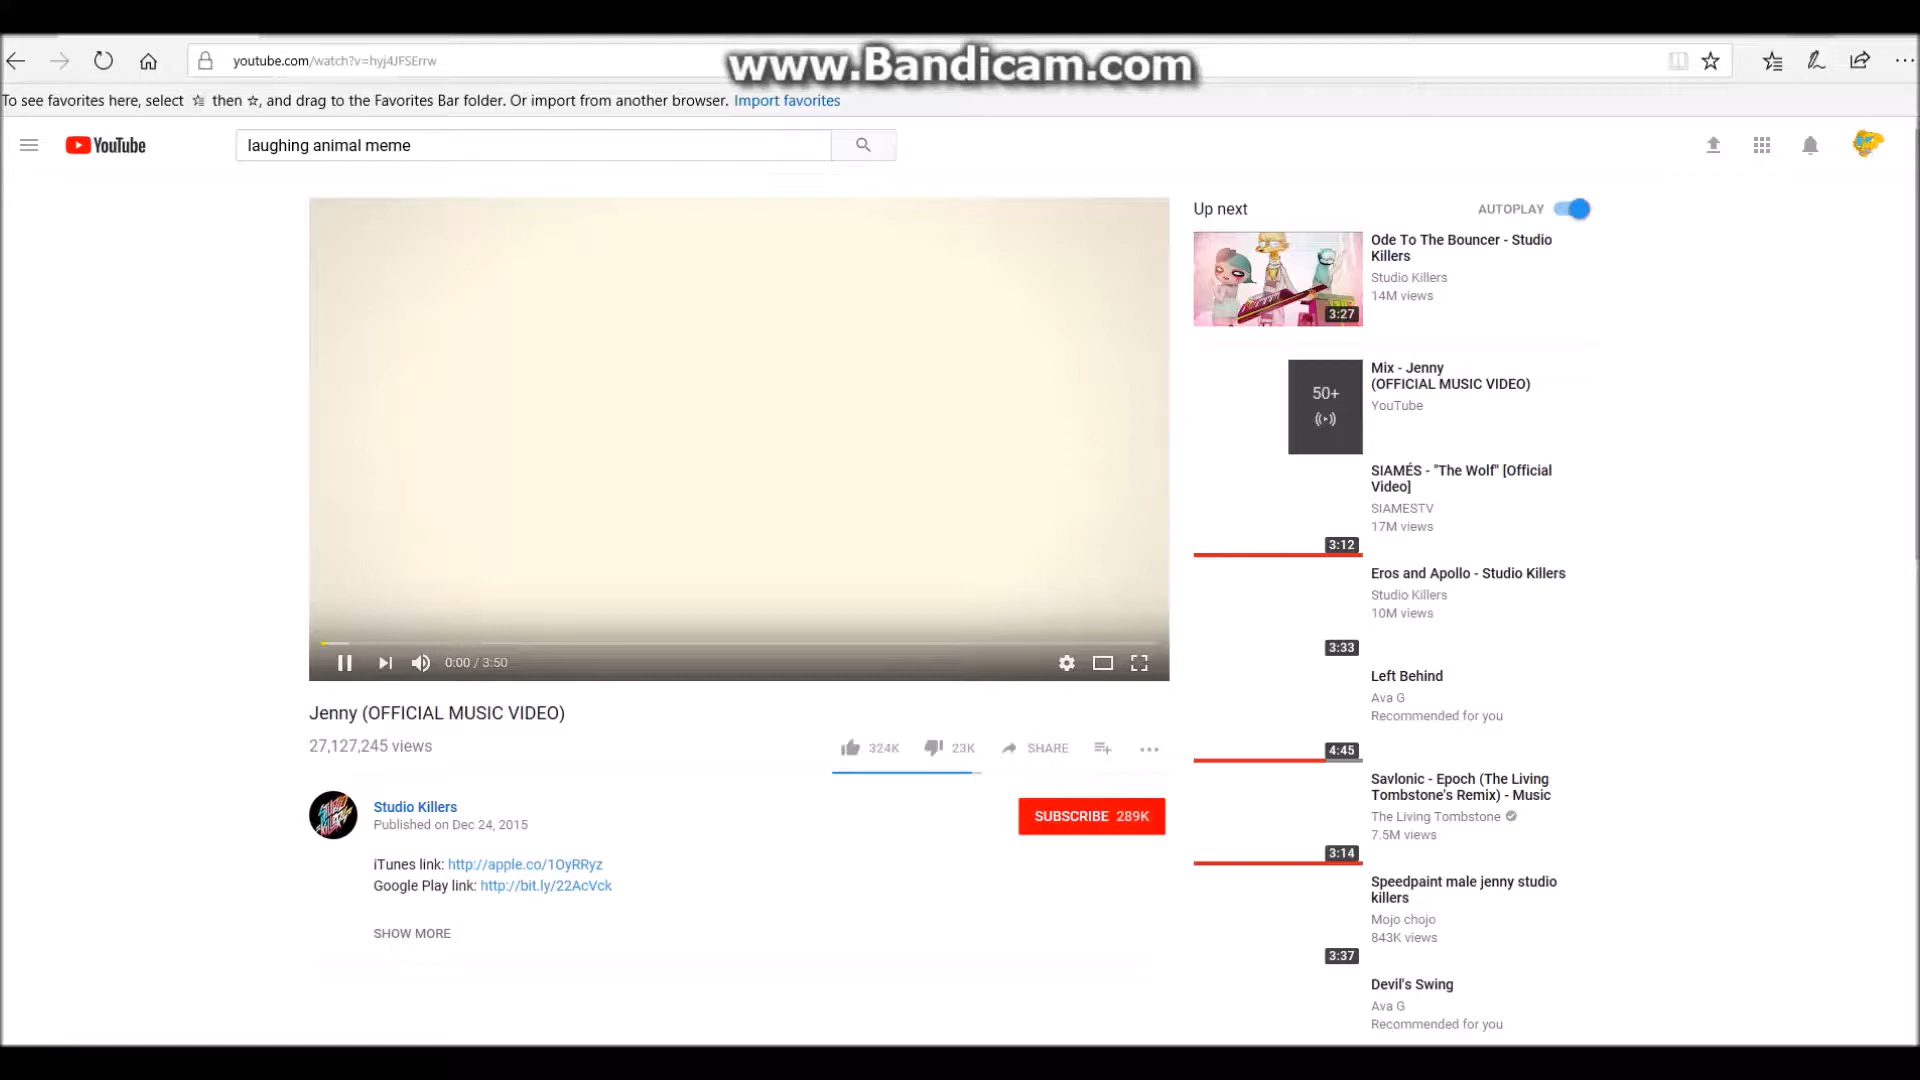 youtube.com/watch?v=hyj4JFSErrw
www.Bandicam.com
To see favorites here, select ☆ then ☆, and drag to the Favorites Bar folder. Or import from another browser. Import favorites
YouTube
laughing animal meme
Up next
AUTOPLAY
Ode To The Bouncer - Studio
Killers
Studio Killers
14M views
3:27
50+
Mix - Jenny
(OFFICIAL MUSIC VIDEO)
YouTube
SIAMÉS - "The Wolf" [Official
Video]
SIAMESTV
17M views
3:12
Eros and Apollo - Studio Killers
Studio Killers
10M views
3:33
Left Behind
Ava G
Recommended for you
4:45
Savlonic - Epoch (The Living
Tombstone's Remix) - Music
The Living Tombstone
7.5M views
3:14
Speedpaint male jenny studio
killers
Mojo chojo
843K views
3:37
Devil's Swing
Ava G
Recommended for you
0:00 / 3:50
Jenny (OFFICIAL MUSIC VIDEO)
27,127,245 views
324K
23K
SHARE
Studio Killers
Published on Dec 24, 2015
SUBSCRIBE 289K
iTunes link: http://apple.co/1OyRRyz
Google Play link: http://bit.ly/22AcVck
SHOW MORE